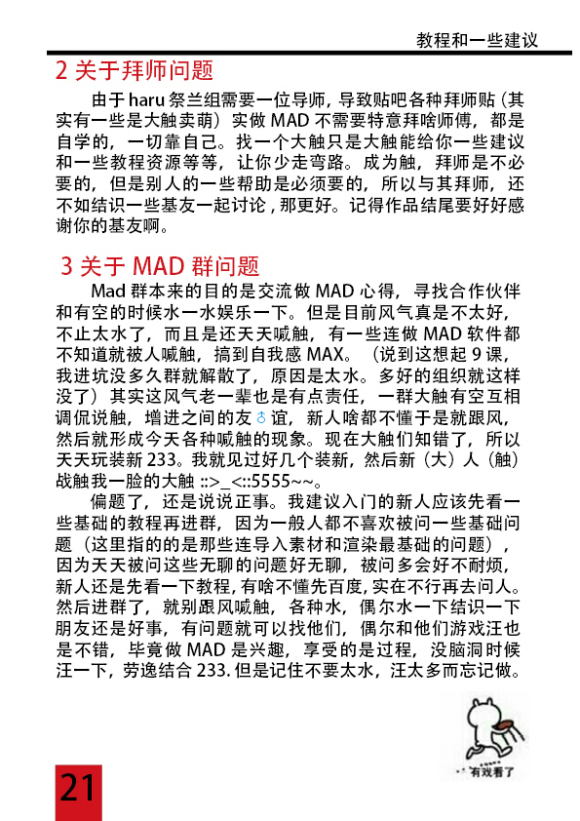 教程和一些建议
2 关于拜师问题
由于 haru 祭兰组需要一位导师，导致贴吧各种拜师贴（其
实有一些是大触卖萌）实做 MAD 不需要特意拜啥师傅，都是
自学的，一切靠自己。找一个大触只是大触能给你一些建议
和一些教程资源等等，让你少走弯路。成为触，拜师是不必
要的，但是别人的一些帮助是必须要的，所以与其拜师，还
不如结识一些基友一起讨论，那更好。记得作品结尾要好好感
谢你的基友啊。
3 关于 MAD 群问题
Mad 群本来的目的是交流做 MAD 心得，寻找合作伙伴
和有空的时候水一水娱乐一下。但是目前风气真是不太好，
不止太水了，而且是还天天喊触，有一些连做 MAD 软件都
不知道就被人喊触，搞到自我感 MAX。（说到这想起 9 课，
我进坑没多久群就解散了，原因是太水。多好的组织就这样
没了）其实这风气老一辈也是有点责任，一群大触有空互相
调侃说触，增进之间的友♂谊，新人啥都不懂于是就跟风，
然后就形成今天各种喊触的现象。现在大触们知错了，所以
天天玩装新 233。我就见过好几个装新，然后新（大）人（触）
战触我一脸的大触 ::>_<::5555~~。
偏题了，还是说说正事。我建议入门的新人应该先看一
些基础的教程再进群，因为一般人都不喜欢被问一些基础问
题（这里指的的是那些连导入素材和渲染最基础的问题），
因为天天被问这些无聊的问题好无聊，被问多会好不耐烦，
新人还是先看一下教程，有啥不懂先百度，实在不行再去问人。
然后进群了，就别跟风喊触，各种水，偶尔水一下结识一下
朋友还是好事，有问题就可以找他们，偶尔和他们游戏汪也
是不错，毕竟做 MAD 是兴趣，享受的是过程，没脑洞时候
汪一下，劳逸结合 233. 但是记住不要太水，汪太多而忘记做。
有戏看了
21